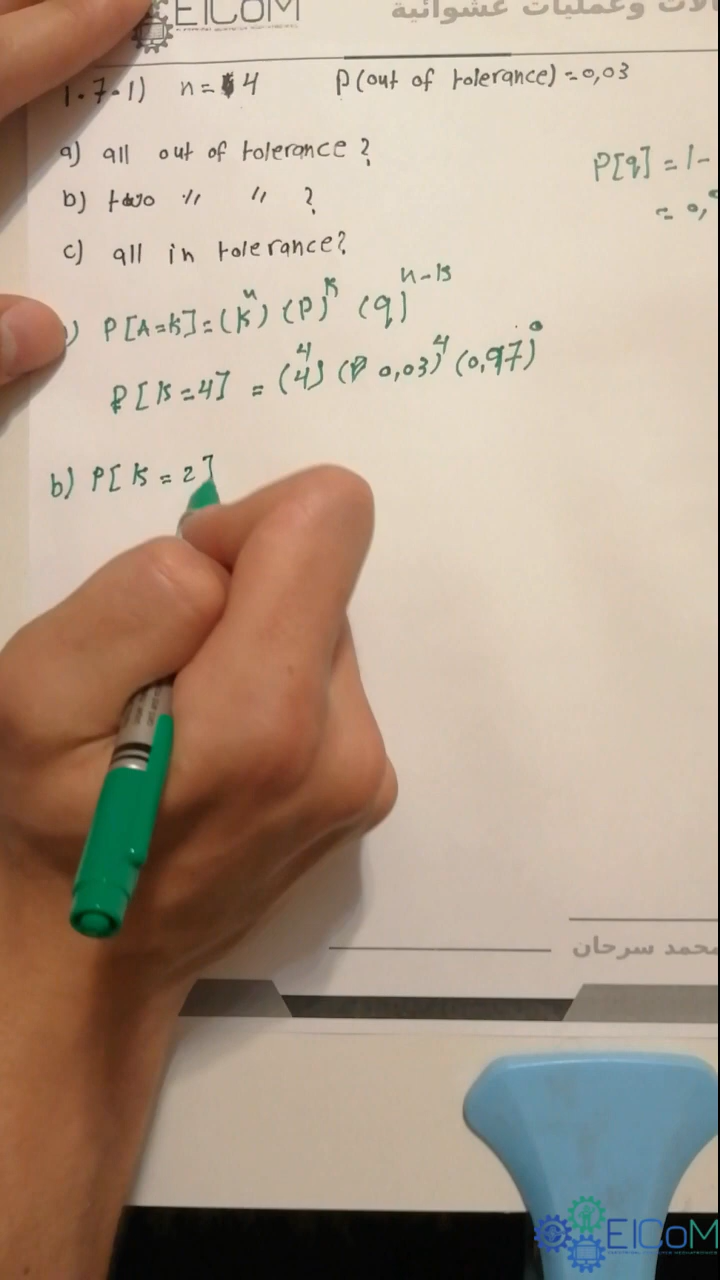 EICoM
وعمليات عشوائية
1.7.1) n = 4 P(out of tolerance) = 0,03
a) all out of tolerance ?
b) two " " ?
c) all in tolerance?
P[q] = 1-
= 0,
) P[A=k] = (n k) (P)^k (q)^n-k
P[k=4] = (4 4) (0,03)^4 (0,97)^0
b) P[k=2]
محمد سرحان
EICoM